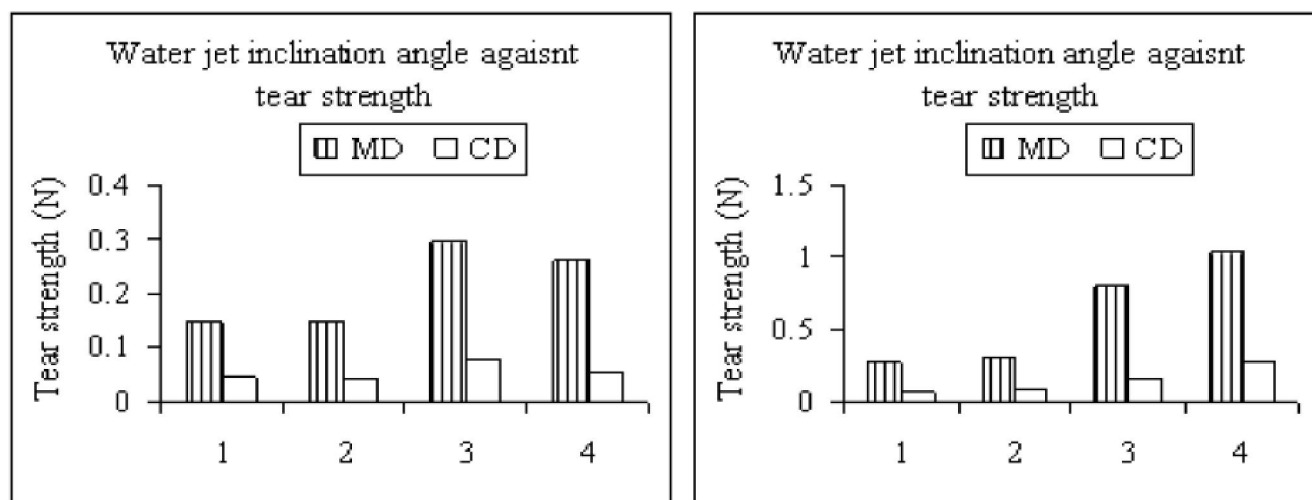 Water jet inclination angle agaisnt
tear strength
MD CD
Tear strength (N)
0.4
0.3
0.2
0.1
0
1 2 3 4
Water jet inclination angle agaisnt
tear strength
MD CD
Tear strength (N)
1.5
1
0.5
0
1 2 3 4